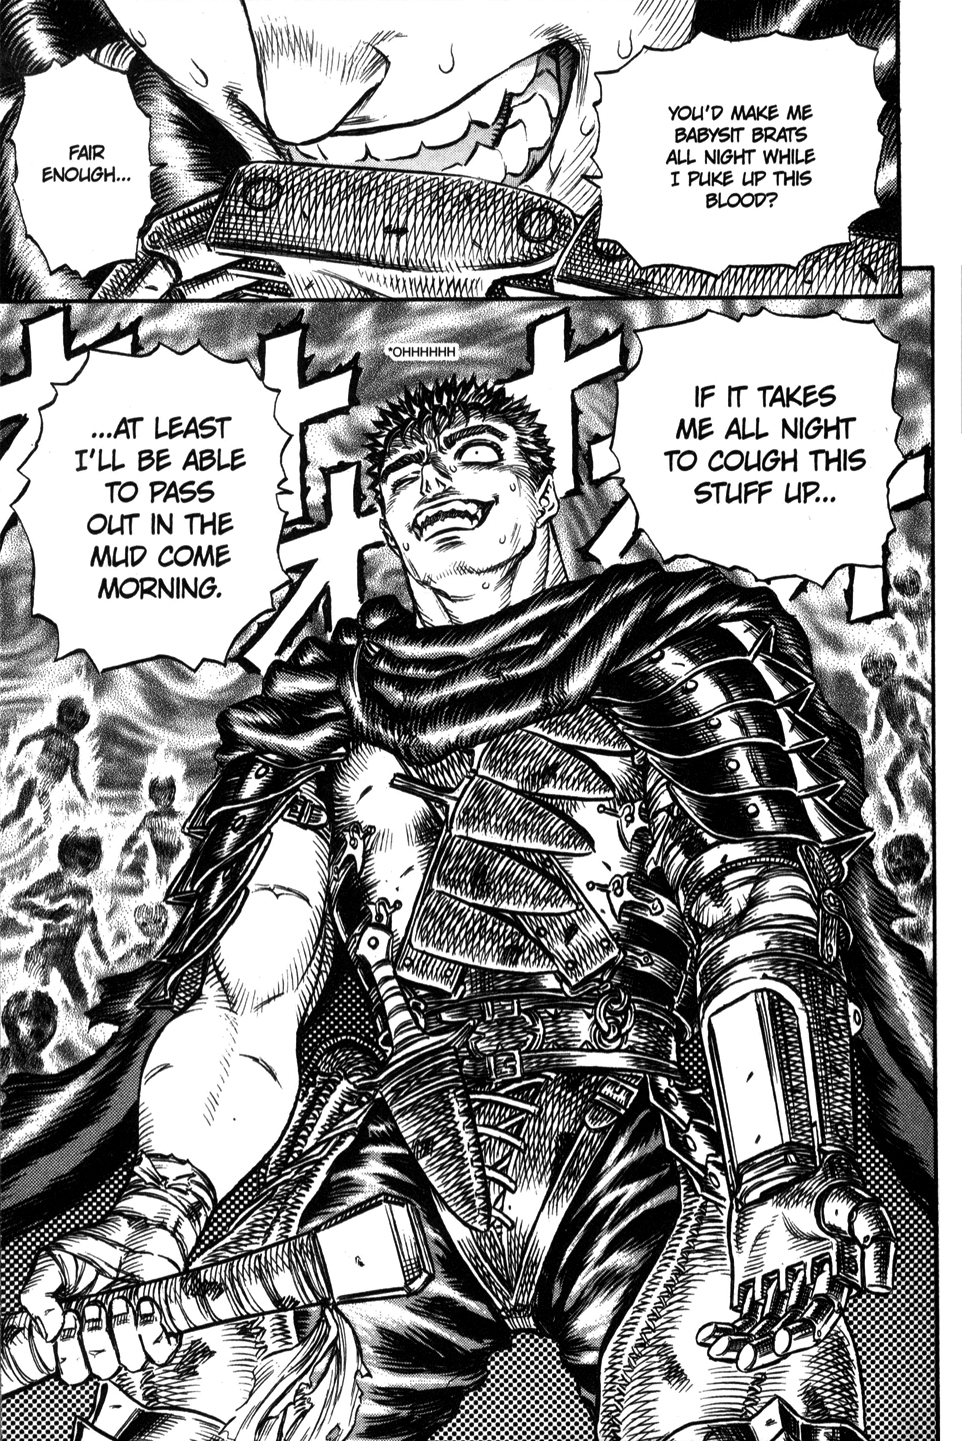 YOU'D MAKE ME
BABYSIT BRATS
ALL NIGHT WHILE
I PUKE UP THIS
BLOOD?
FAIR
ENOUGH...
IF IT TAKES
ME ALL NIGHT
TO COUGH THIS
STUFF UP...
*OHHHHHH
...AT LEAST
I'LL BE ABLE
TO PASS
OUT IN THE
MUD COME
MORNING.